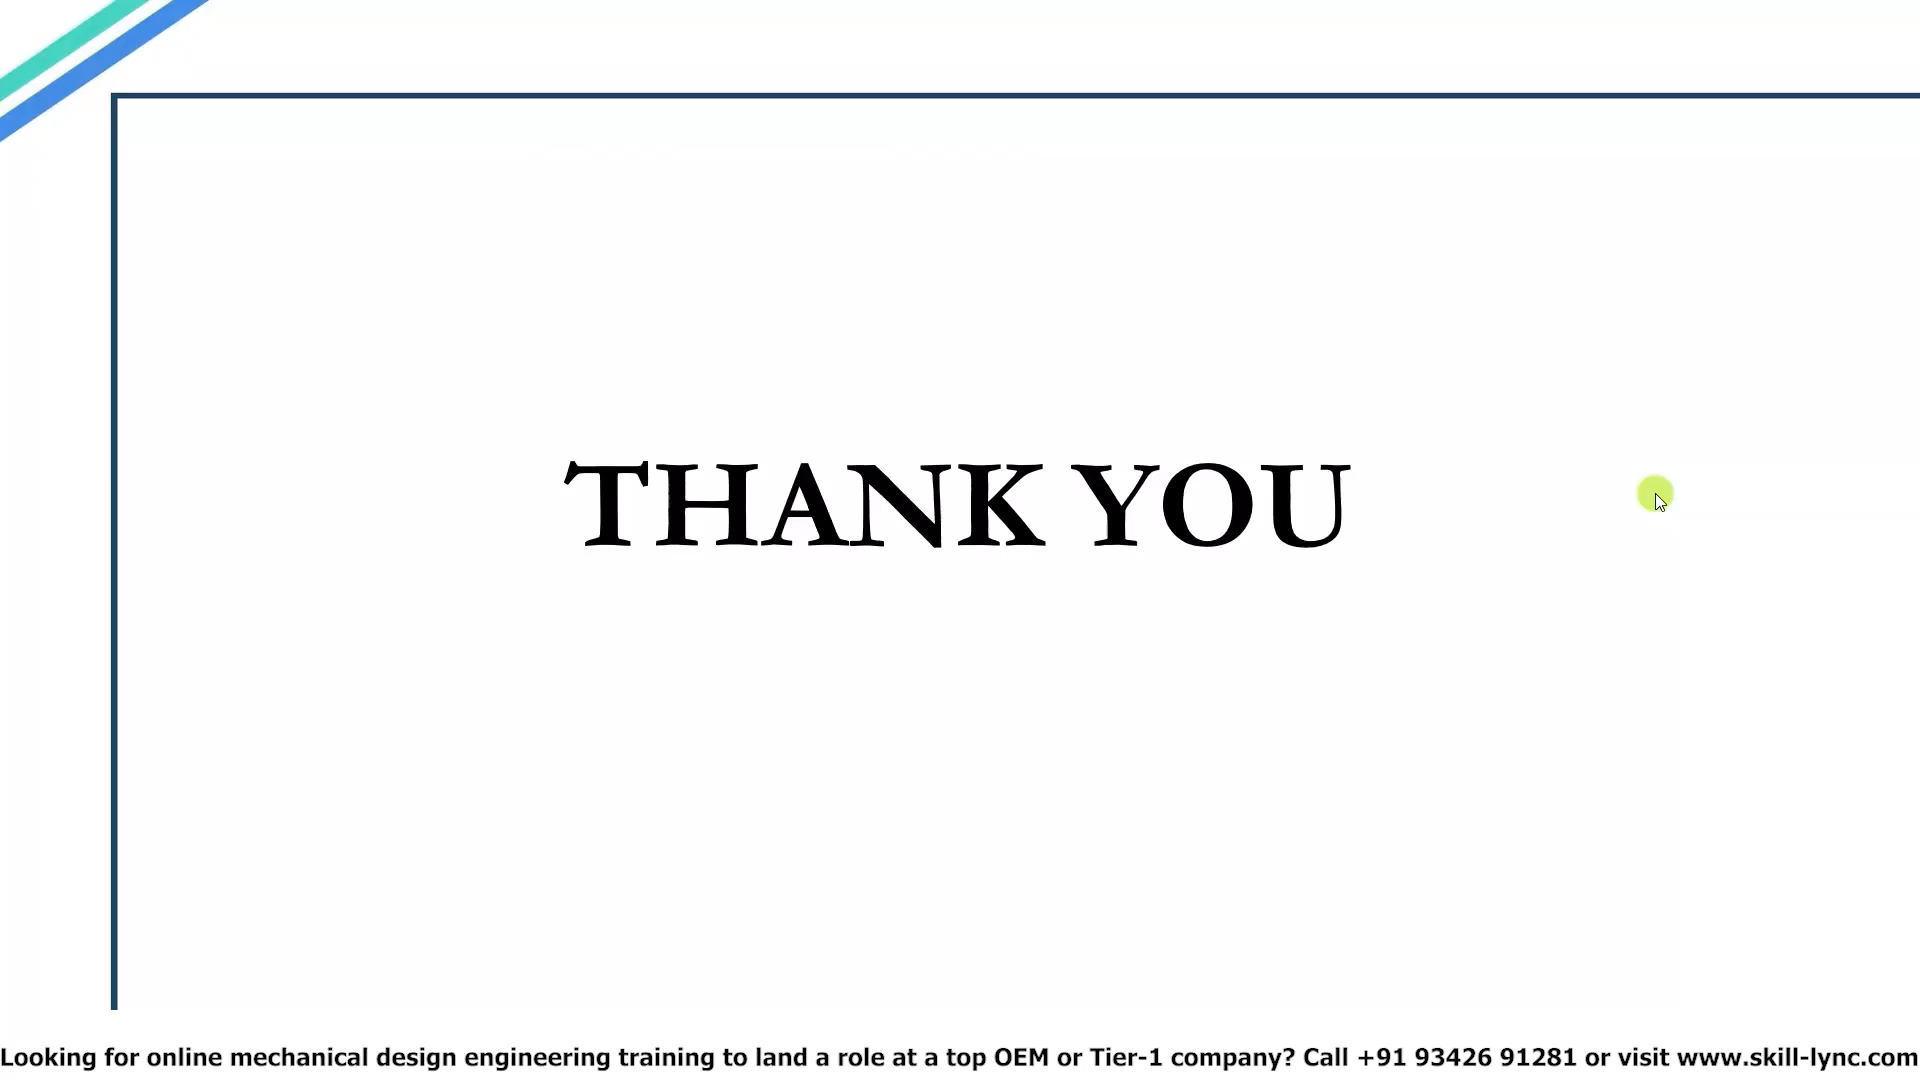 THANK YOU
Looking for online mechanical design engineering training to land a role at a top OEM or Tier-1 company? Call +91 93426 91281 or visit www.skill-lync.com